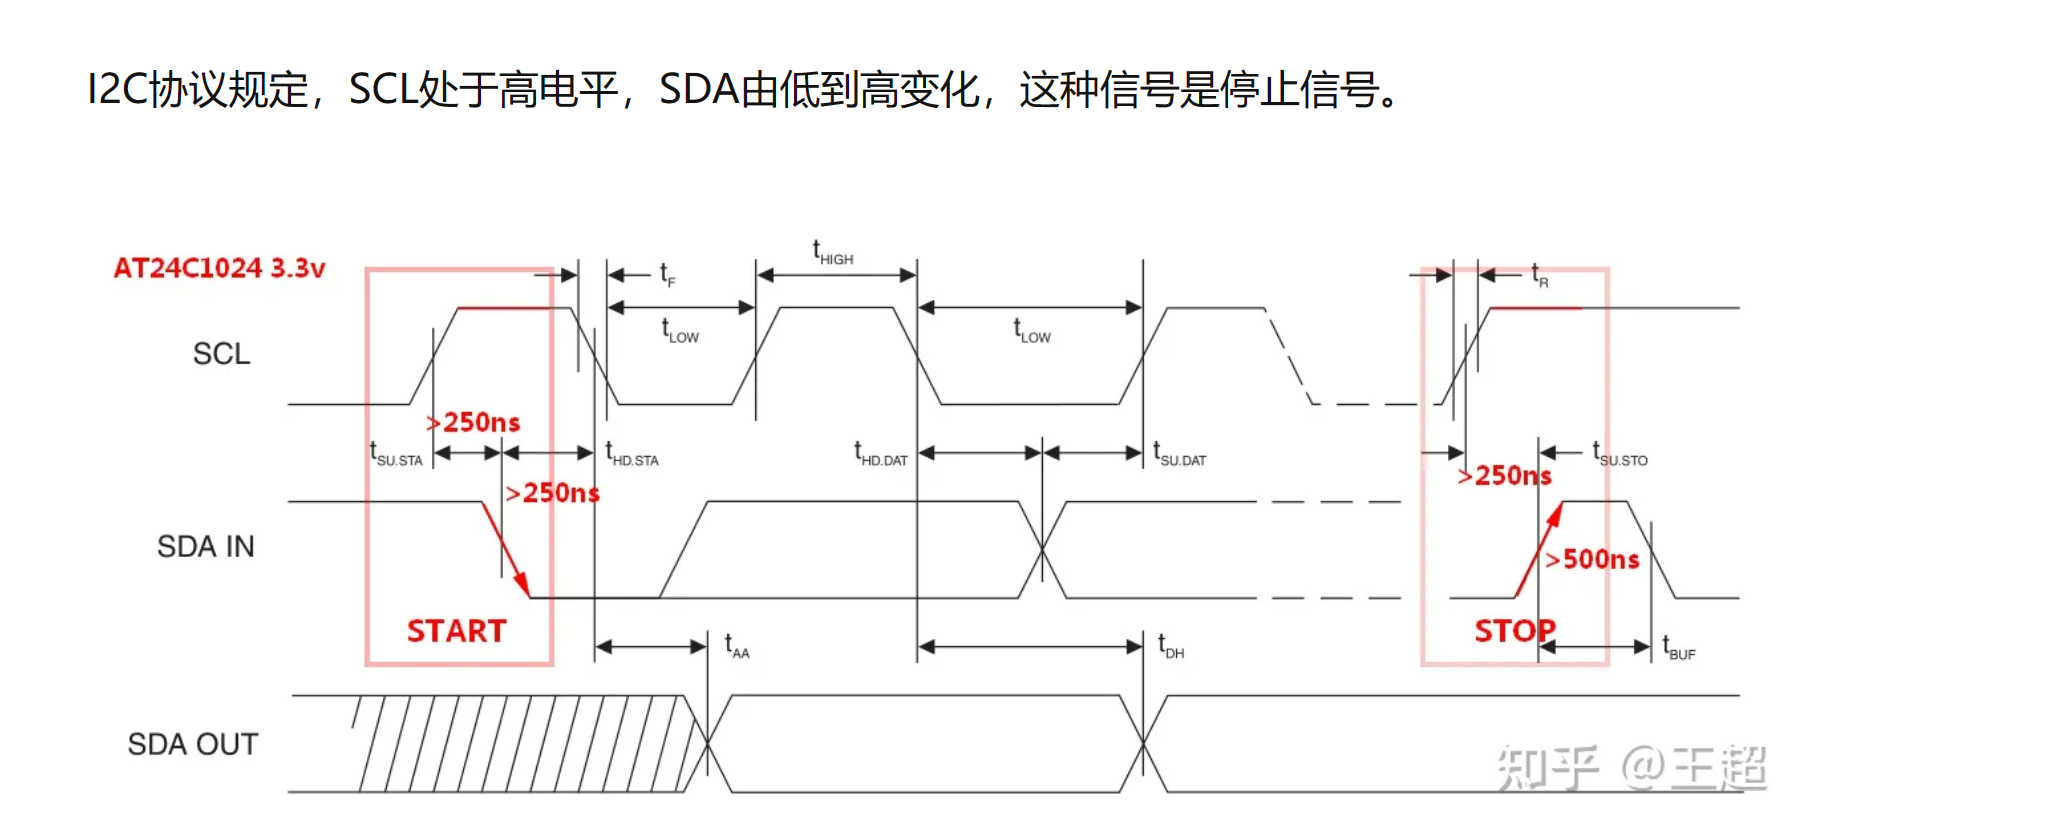 I2C协议规定，SCL处于高电平，SDA由低到高变化，这种信号是停止信号。
AT24C1024 3.3v
tHIGH
tF
tR
tLOW
tLOW
SCL
>250ns
tSU.STA
tHD.STA
tHD.DAT
tSU.DAT
tSU.STO
>250ns
>250ns
SDA IN
>500ns
START
STOP
tAA
tDH
tBUF
SDA OUT
知乎 @王超